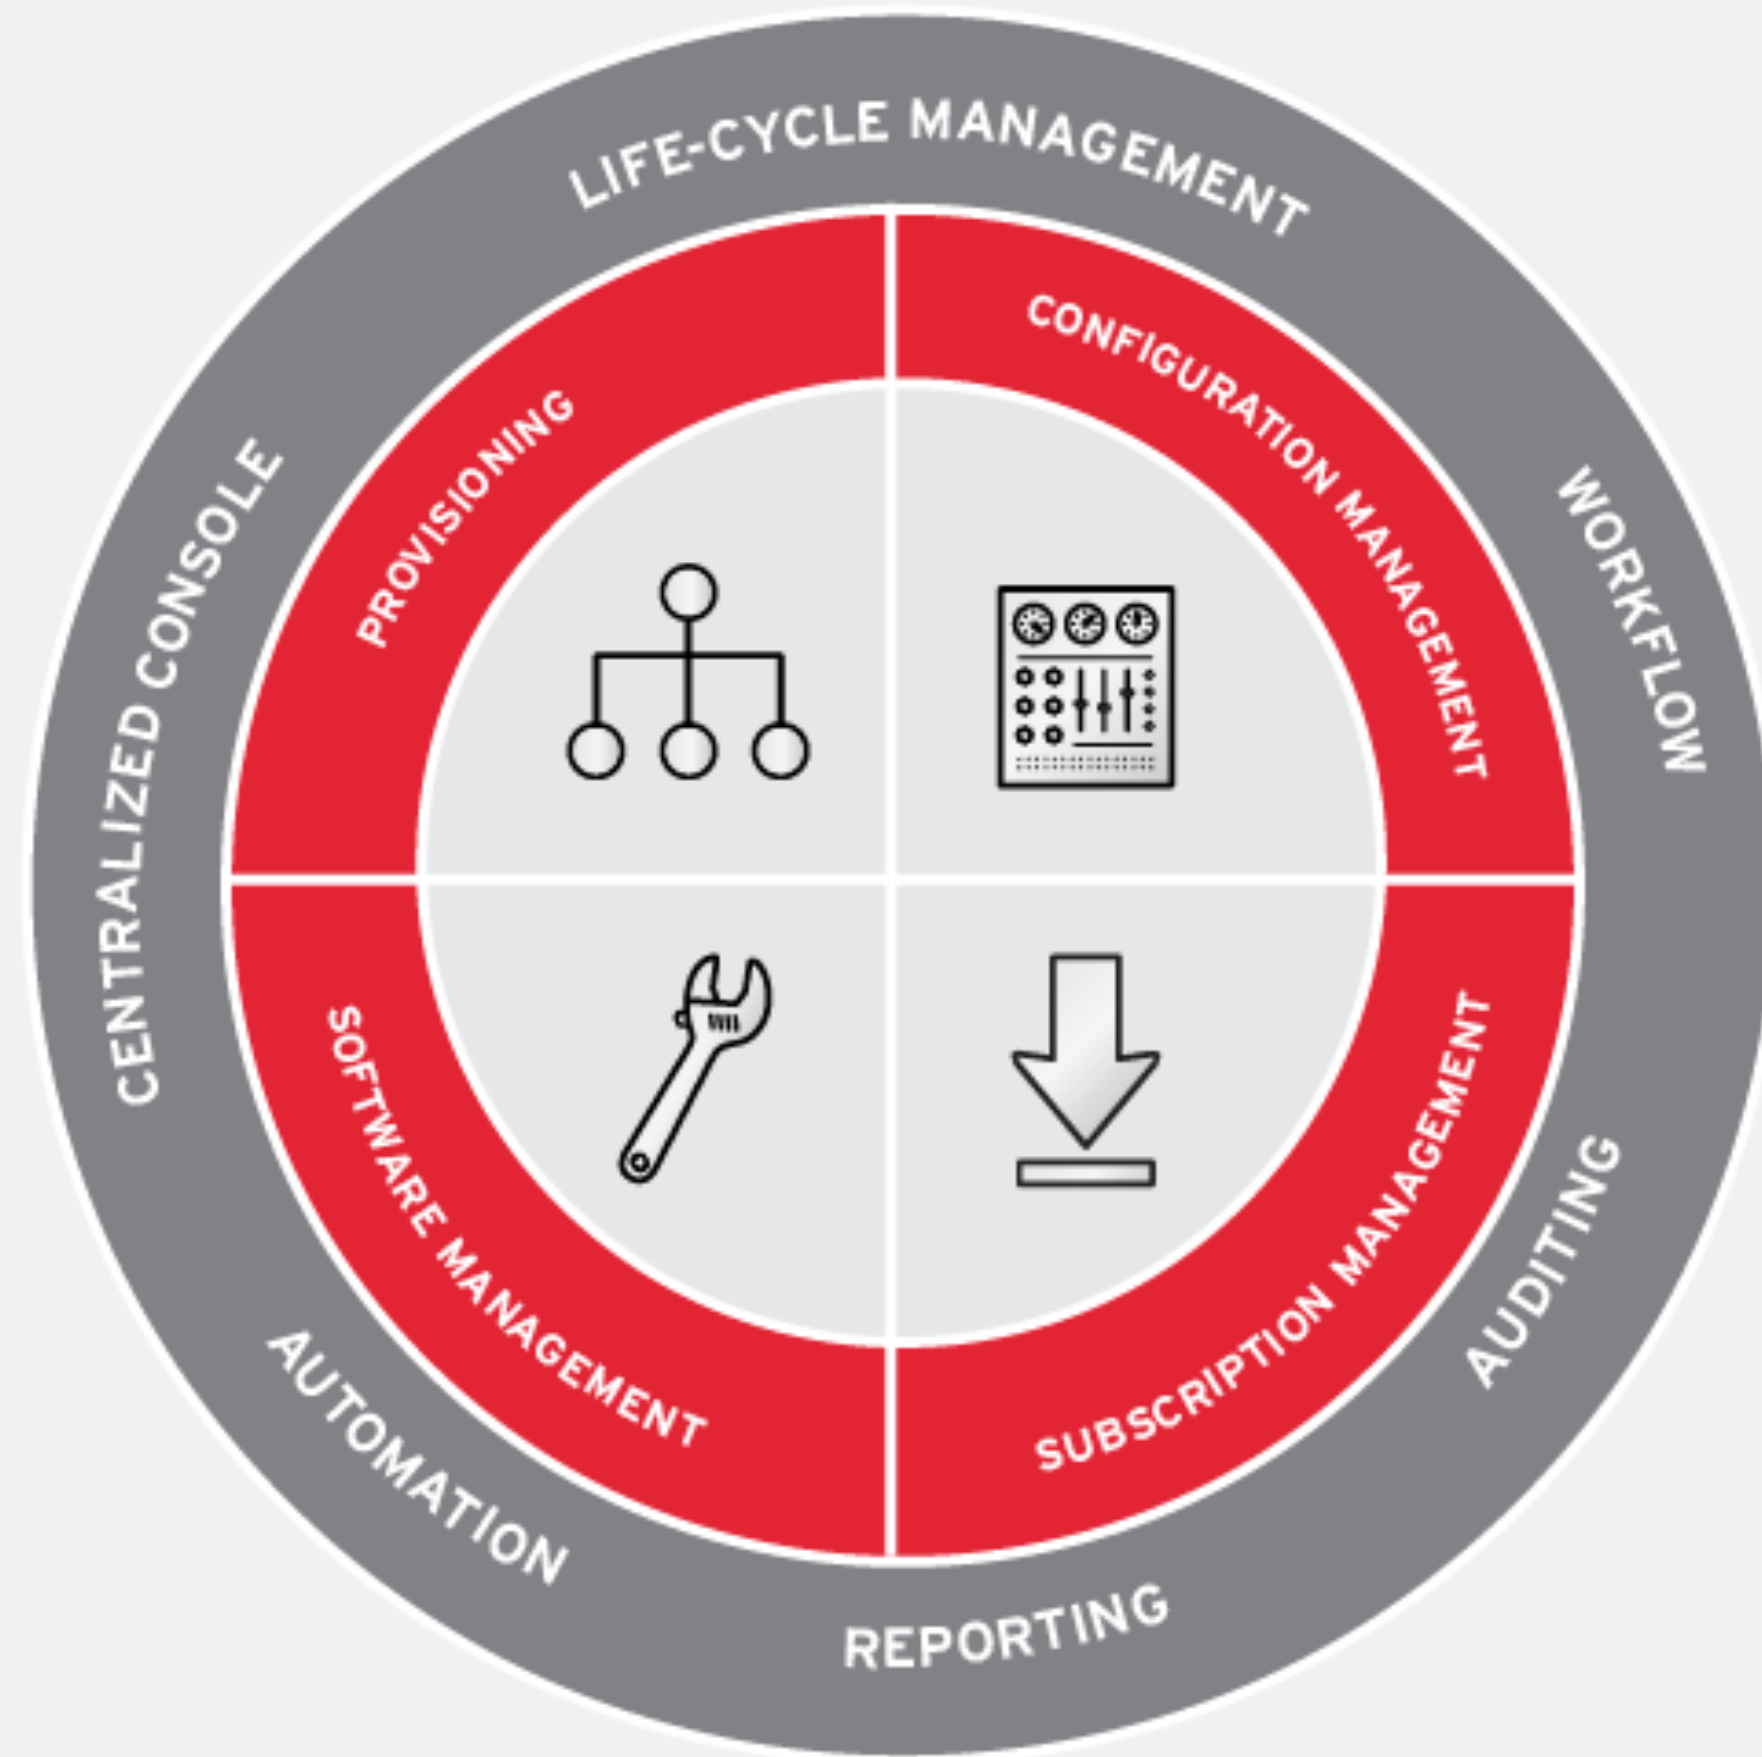 LIFE-CYCLE MANAGEMENT
WORKFLOW
AUDITING
REPORTING
AUTOMATION
CENTRALIZED CONSOLE
PROVISIONING
CONFIGURATION MANAGEMENT
SUBSCRIPTION MANAGEMENT
SOFTWARE MANAGEMENT